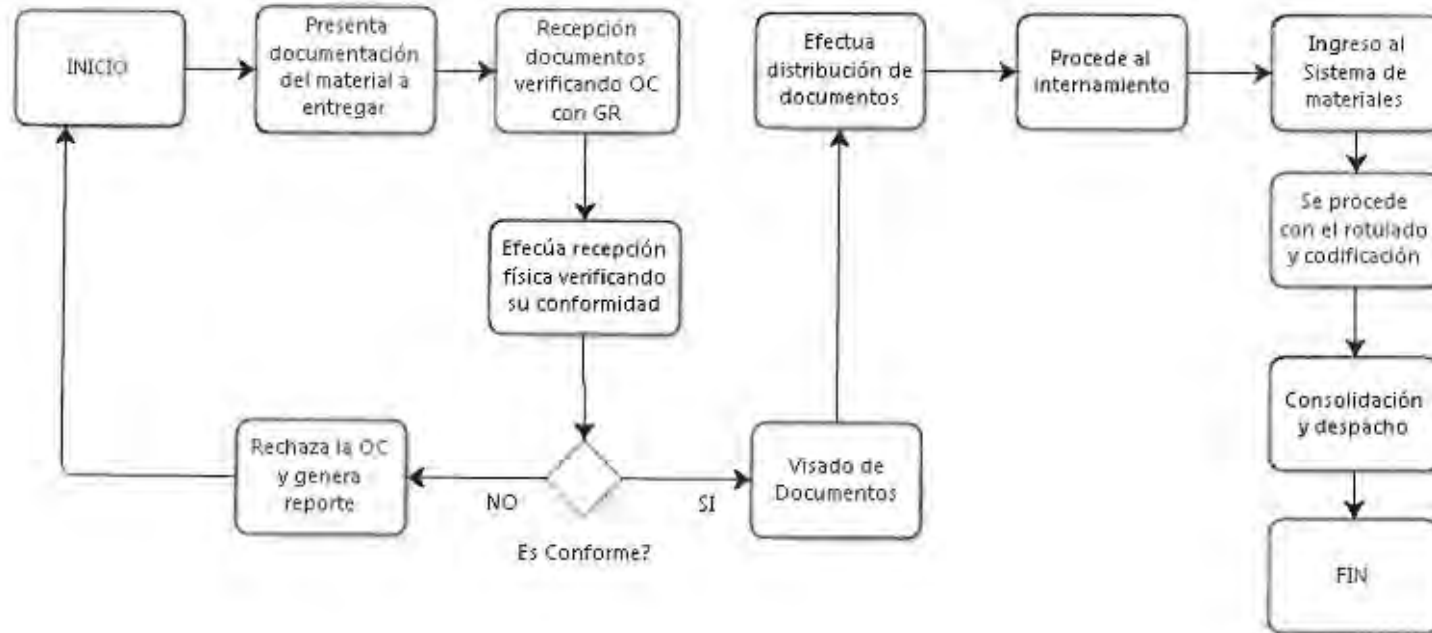 INICIO
Presenta
documentación
del material a
entregar
Recepción
documentos
verificando OC
con GR
Efecúa recepción
física verificando
su conformidad
Es Conforme?
NO
Rechaza la OC
y genera
reporte
SI
Visado de
Documentos
Efectua
distribución de
documentos
Procede al
internamiento
Ingreso al
Sistema de
materiales
Se procede
con el rotulado
y codificación
Consolidación
y despacho
FIN